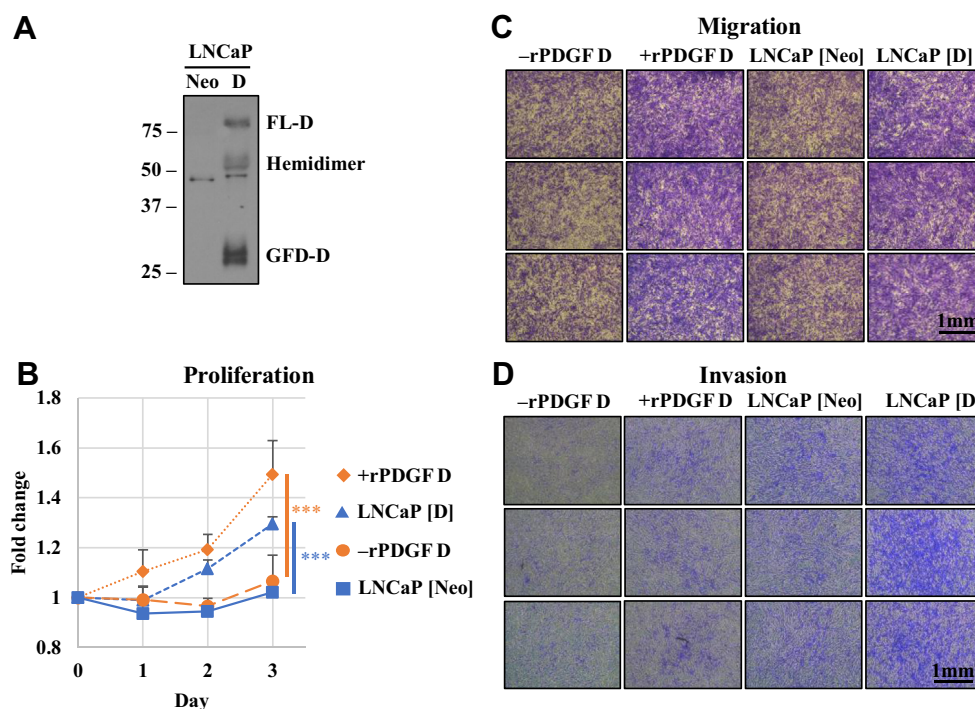 A
LNCaP
Neo D
75 –
50 –
37 –
25 –
FL-D
Hemidimer
GFD-D
B
Proliferation
1.8
1.6
1.4
1.2
1
0.8
Fold change
0 1 2 3
Day
+rPDGF D
LNCaP [D]
–rPDGF D
LNCaP [Neo]
***
***
C
Migration
–rPDGF D +rPDGF D LNCaP [Neo] LNCaP [D]
1mm
D
Invasion
–rPDGF D +rPDGF D LNCaP [Neo] LNCaP [D
1mm